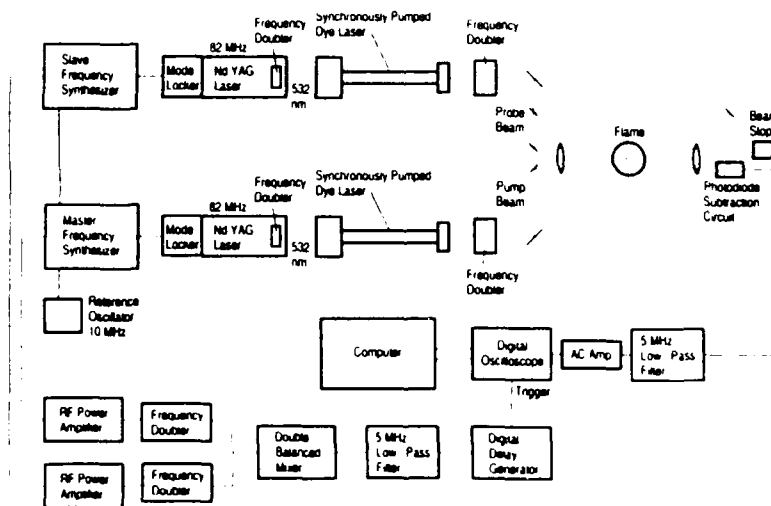 Slave
Frequency
Synthesizer
82 MHz
Mode
Locker
Nd YAG
Laser
Frequency
Doubler
532
nm
Synchronously Pumped
Dye Laser
Frequency
Doubler
Probe
Beam
Flame
Beam
Stop
Photodiode
Subtraction
Circuit
Master
Frequency
Synthesizer
82 MHz
Mode
Locker
Nd YAG
Laser
Frequency
Doubler
532
nm
Synchronously Pumped
Dye Laser
Pump
Beam
Frequency
Doubler
Reference
Oscillator
10 MHz
Computer
Digital
Oscilloscope
AC Amp
5 MHz
Low Pass
Filter
Trigger
RF Power
Amplifier
Frequency
Doubler
Double
Balanced
Mixer
5 MHz
Low Pass
Filter
Digital
Delay
Generator
RF Power
Amplifier
Frequency
Doubler